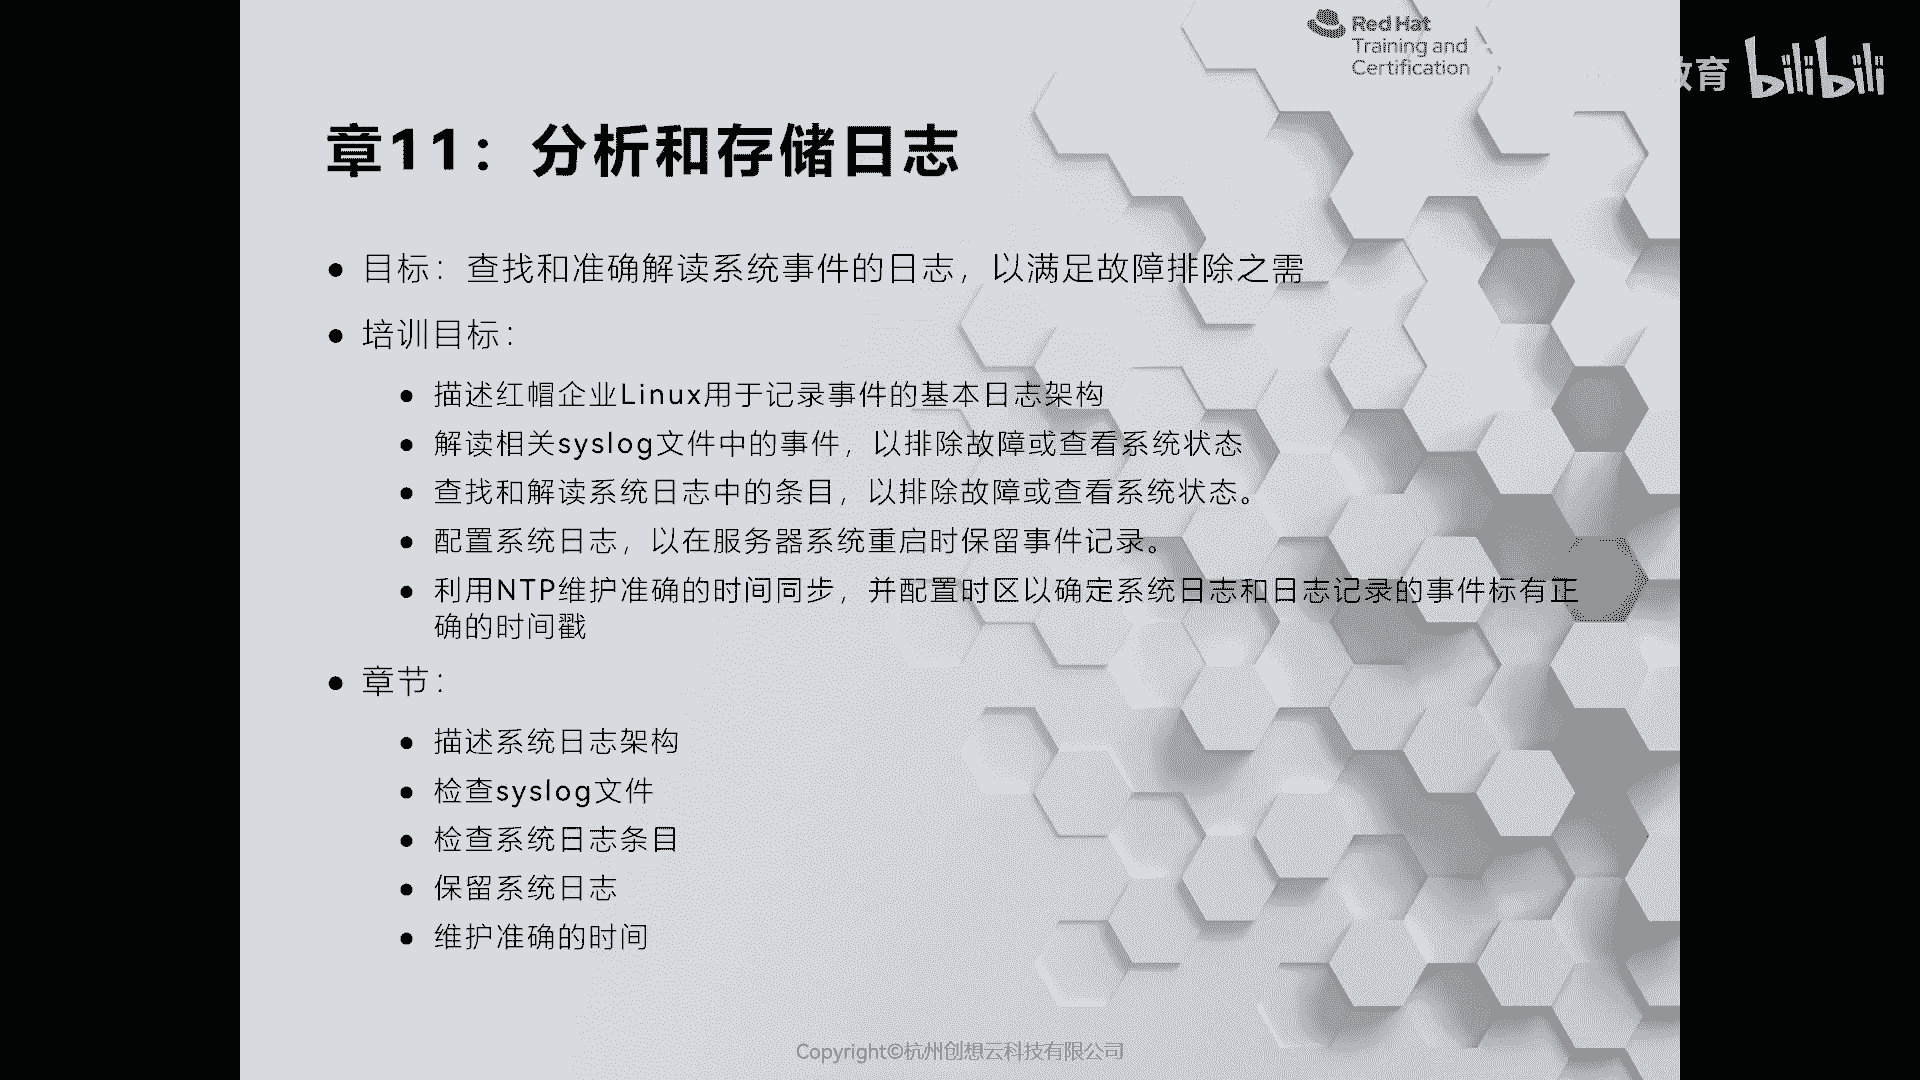 Red Hat
Training and
Certification
教育 bilibili
章11：分析和存储日志
● 目标：查找和准确解读系统事件的日志，以满足故障排除之需
● 培训目标：
● 描述红帽企业Linux用于记录事件的基本日志架构
● 解读相关syslog文件中的事件，以排除故障或查看系统状态
● 查找和解读系统日志中的条目，以排除故障或查看系统状态。
● 配置系统日志，以在服务器系统重启时保留事件记录。
● 利用NTP维护准确的时间同步，并配置时区以确定系统日志和日志记录的事件标有正
确的时间戳
● 章节：
● 描述系统日志架构
● 检查syslog文件
● 检查系统日志条目
● 保留系统日志
● 维护准确的时间
Copyright©杭州创想云科技有限公司